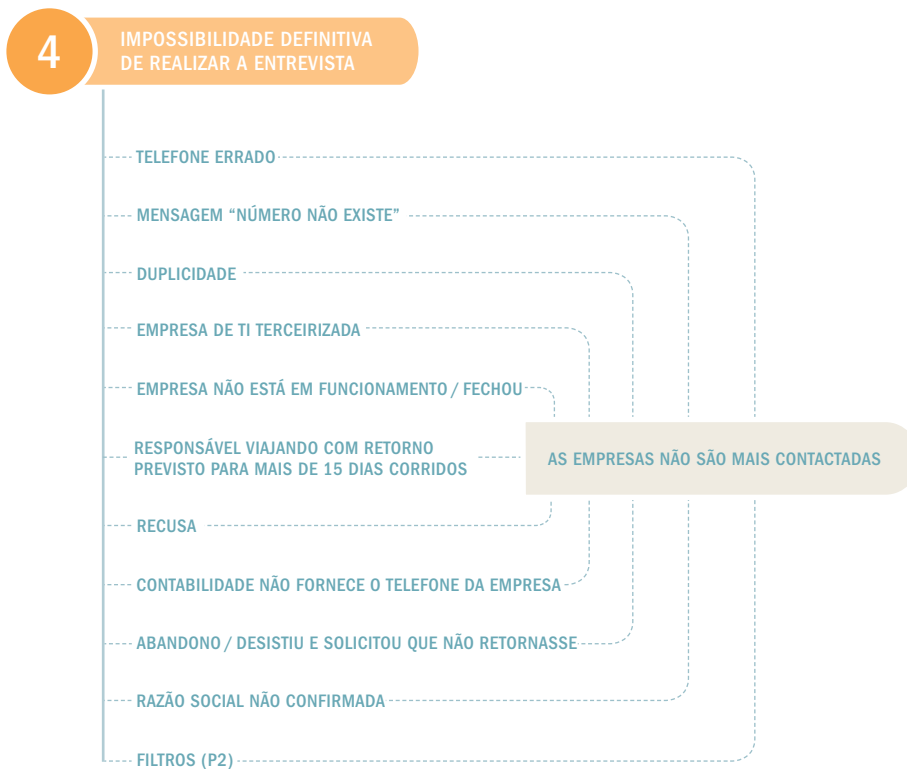 4
IMPOSSIBILIDADE DEFINITIVA
DE REALIZAR A ENTREVISTA
TELEFONE ERRADO
MENSAGEM “NÚMERO NÃO EXISTE”
DUPLICIDADE
EMPRESA DE TI TERCEIRIZADA
EMPRESA NÃO ESTÁ EM FUNCIONAMENTO / FECHOU
RESPONSÁVEL VIAJANDO COM RETORNO
PREVISTO PARA MAIS DE 15 DIAS CORRIDOS
AS EMPRESAS NÃO SÃO MAIS CONTACTADAS
RECUSA
CONTABILIDADE NÃO FORNECE O TELEFONE DA EMPRESA
ABANDONO / DESISTIU E SOLICITOU QUE NÃO RETORNASSE
RAZÃO SOCIAL NÃO CONFIRMADA
FILTROS (P2)